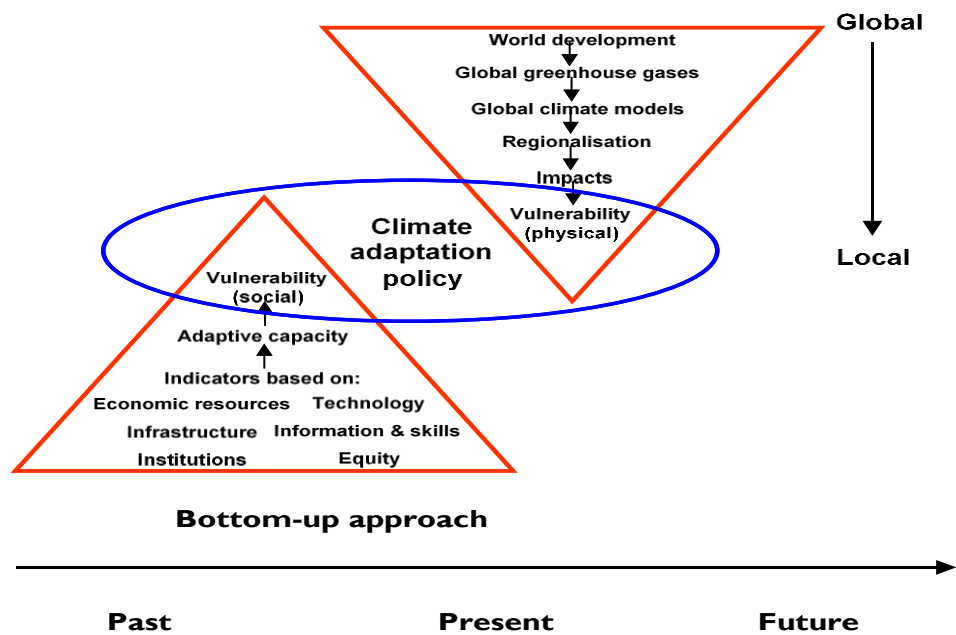 Global
World development
Global greenhouse gases
Global climate models
Regionalisation
Impacts
Vulnerability
(physical)
Local
Climate
adaptation
policy
Vulnerability
(social)
Adaptive capacity
Indicators based on:
Economic resources Technology
Infrastructure Information & skills
Institutions Equity
Bottom-up approach
Past Present Future